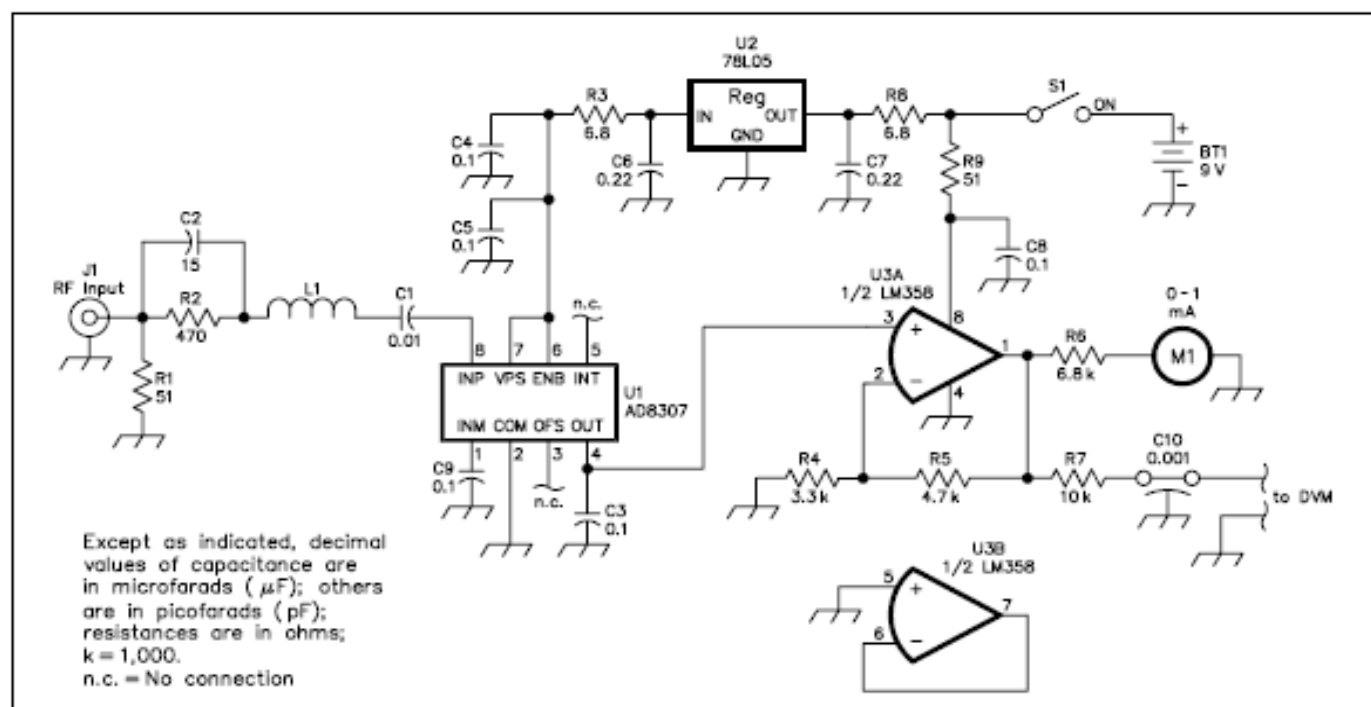 U2
78L05
Reg
IN
OUT
GND
R3
6.8
R8
6.8
S1
ON
+
BT1
9 V
−
C4
0.1
C6
0.22
C7
0.22
R9
51
C5
0.1
C8
0.1
C2
15
J1
RF Input
R2
470
L1
C1
0.01
R1
51
n.c.
8 7 6 5
INP VPS ENB INT
U1
AD8307
INM COM OFS OUT
1 2 3 4
C9
0.1
n.c.
C3
0.1
U3A
1/2 LM358
3
+
8
2
−
4
1
R6
6.8 k
0 - 1
mA
M1
R4
3.3 k
R5
4.7 k
R7
10 k
C10
0.001
to DVM
U3B
1/2 LM358
5
+
6
−
7
Except as indicated, decimal
values of capacitance are
in microfarads ( µF); others
are in picofarads ( pF);
resistances are in ohms;
k = 1,000.
n.c. = No connection